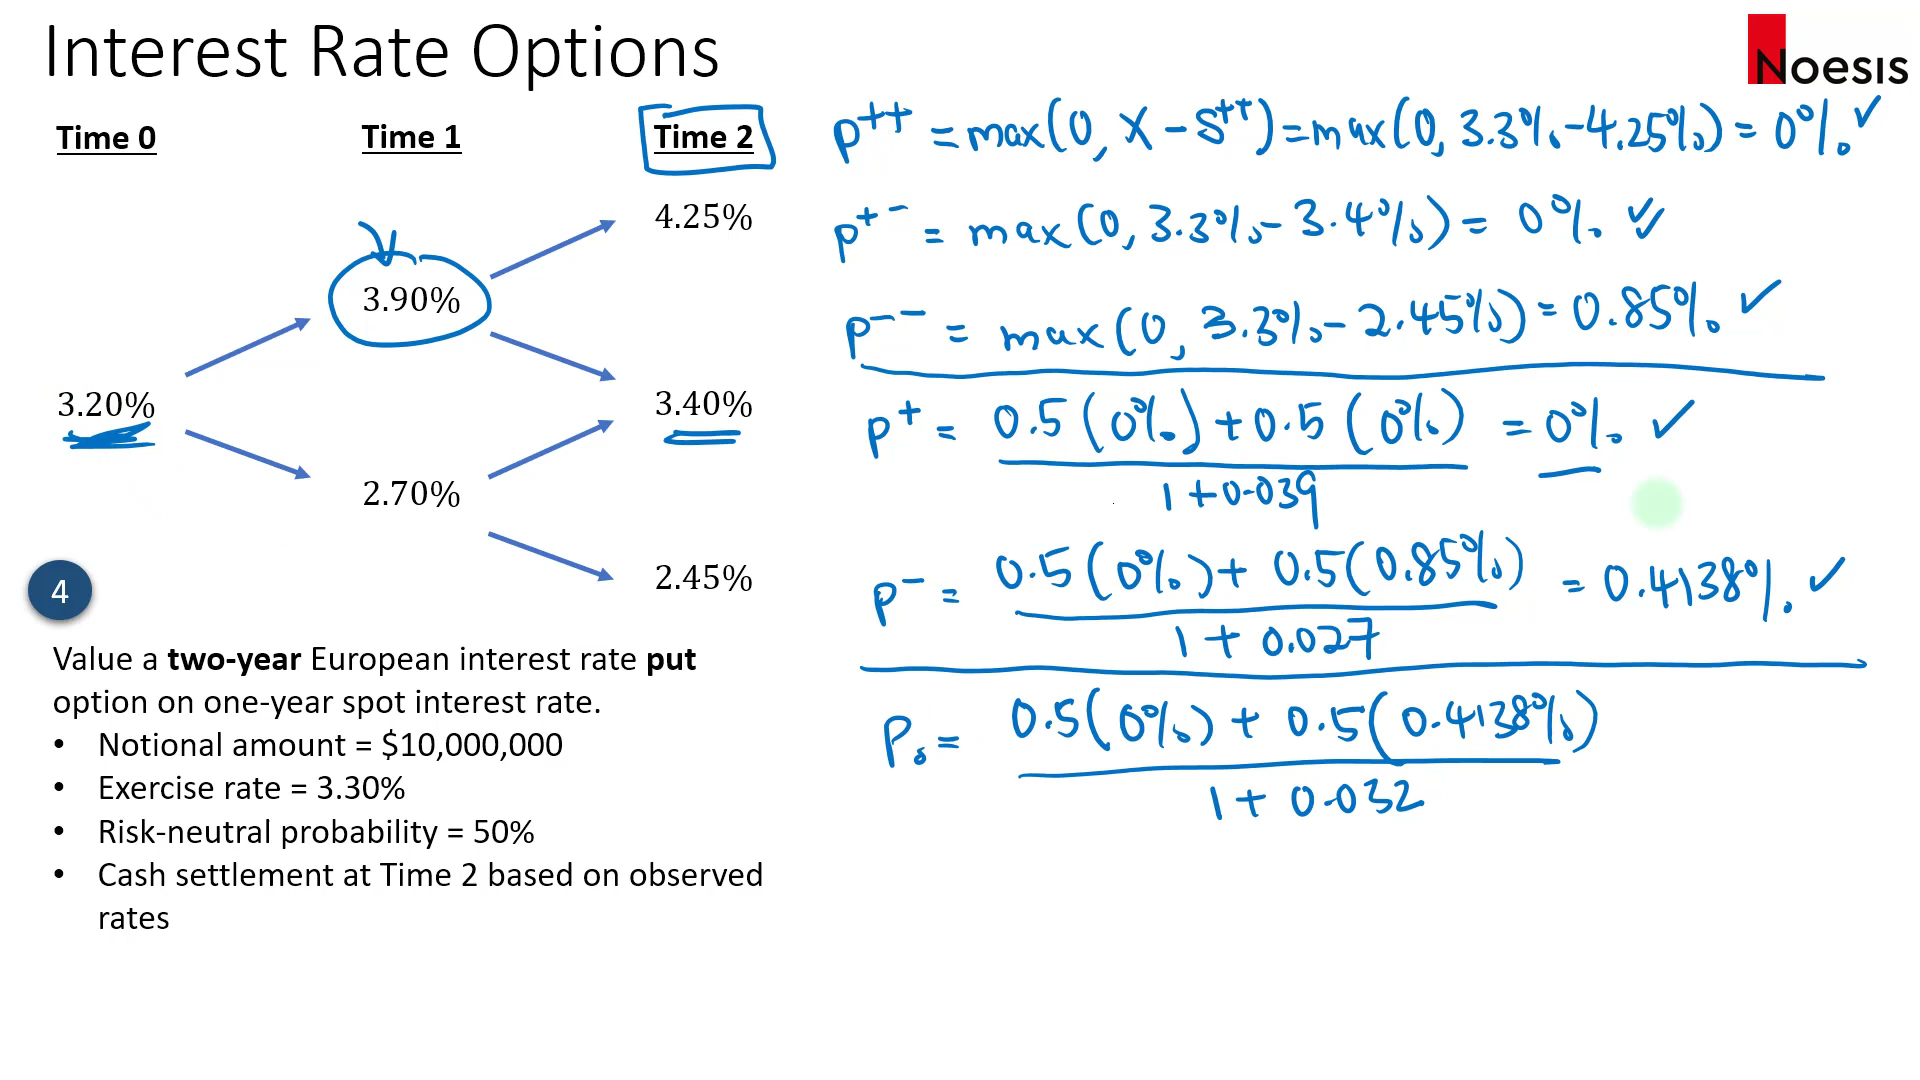 Interest Rate Options
Noesis
Time 0
Time 1
Time 2
4.25%
3.90%
3.20%
3.40%
2.70%
2.45%
4
Value a two-year European interest rate put
option on one-year spot interest rate.
• Notional amount = $10,000,000
• Exercise rate = 3.30%
• Risk-neutral probability = 50%
• Cash settlement at Time 2 based on observed
rates
P++ = max(0, X - S++) = max(0, 3.3% - 4.25%) = 0% ✓
P+- = max(0, 3.3% - 3.4%) = 0% ✓
P-- = max(0, 3.3% - 2.45%) = 0.85% ✓
P+ = 0.5(0%) + 0.5(0%) = 0% ✓
1 + 0.039
P- = 0.5(0%) + 0.5(0.85%) = 0.4138% ✓
1 + 0.027
P0 = 0.5(0%) + 0.5(0.4138%)
1 + 0.032